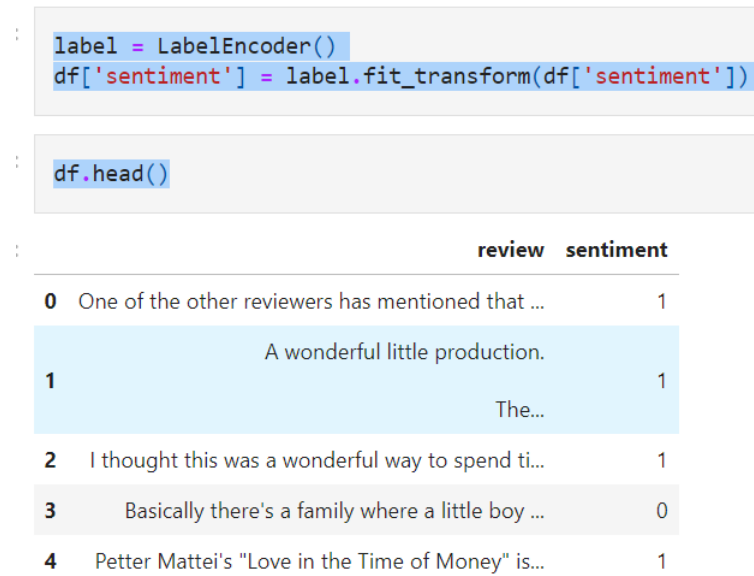 label = LabelEncoder()
df['sentiment'] = label.fit_transform(df['sentiment'])
df.head()
review sentiment
0 One of the other reviewers has mentioned that ... 1
A wonderful little production.
1 1
The...
2 I thought this was a wonderful way to spend ti... 1
3 Basically there's a family where a little boy ... 0
4 Petter Mattei's "Love in the Time of Money" is... 1